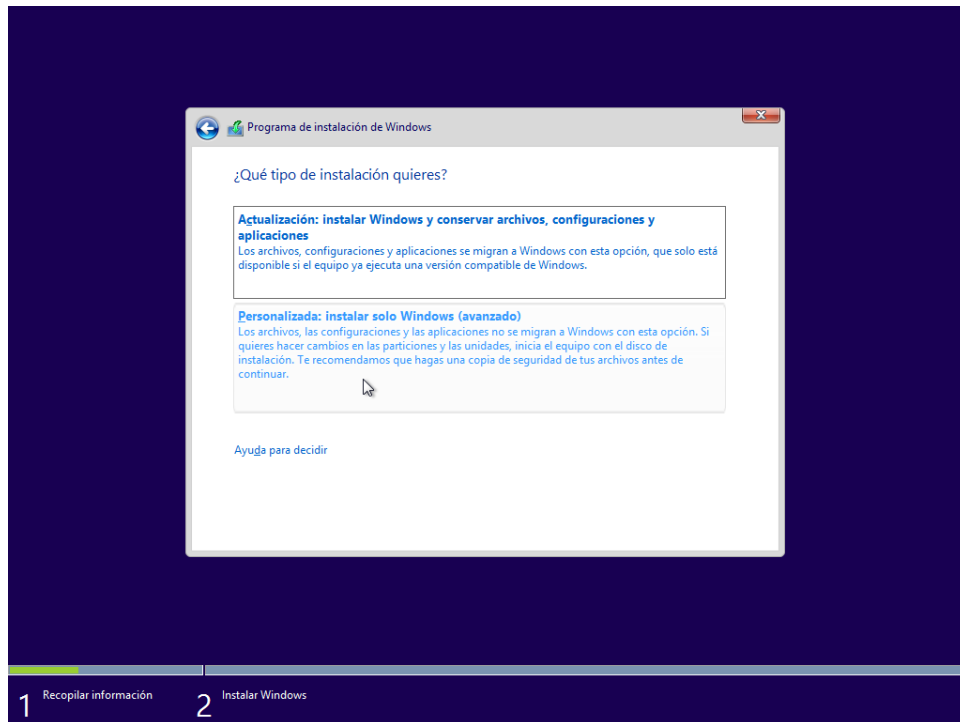 Programa de instalación de Windows
¿Qué tipo de instalación quieres?
Actualización: instalar Windows y conservar archivos, configuraciones y
aplicaciones
Los archivos, configuraciones y aplicaciones se migran a Windows con esta opción, que solo está
disponible si el equipo ya ejecuta una versión compatible de Windows.
Personalizada: instalar solo Windows (avanzado)
Los archivos, las configuraciones y las aplicaciones no se migran a Windows con esta opción. Si
quieres hacer cambios en las particiones y las unidades, inicia el equipo con el disco de
instalación. Te recomendamos que hagas una copia de seguridad de tus archivos antes de
continuar.
Ayuda para decidir
1 Recopilar información
2 Instalar Windows